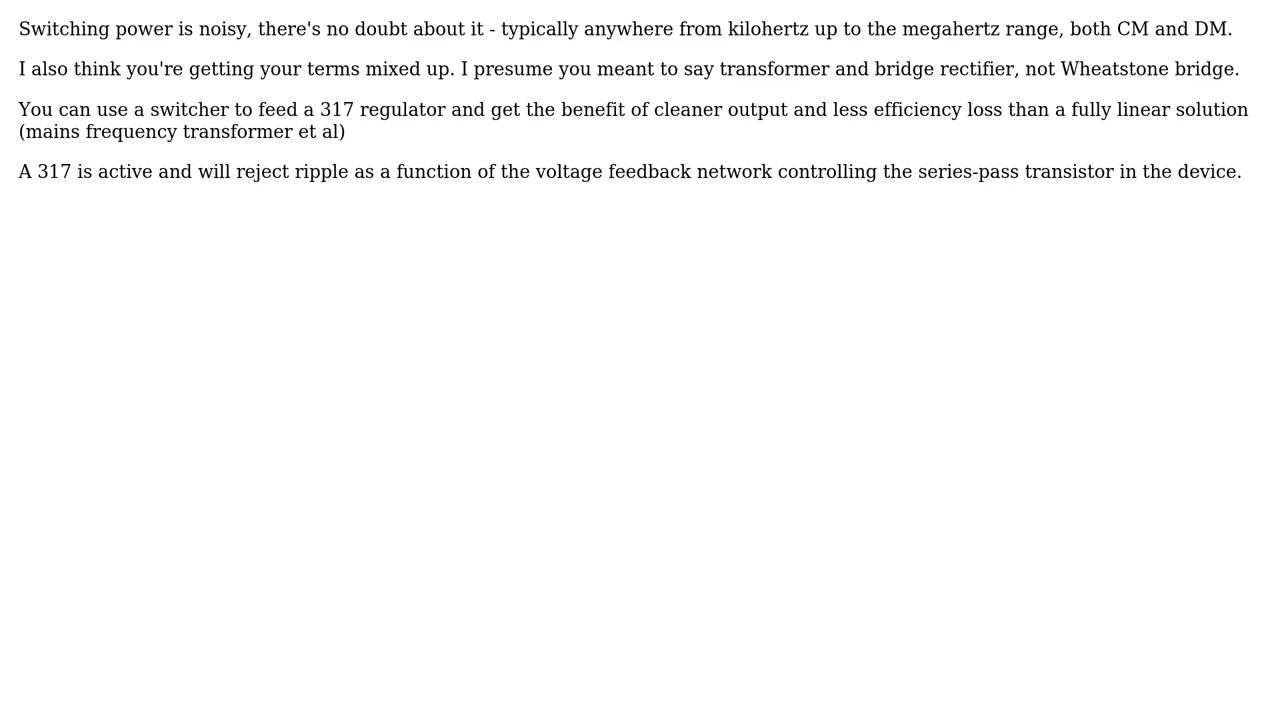 Switching power is noisy, there's no doubt about it - typically anywhere from kilohertz up to the megahertz range, both CM and DM.
I also think you're getting your terms mixed up. I presume you meant to say transformer and bridge rectifier, not Wheatstone bridge.
You can use a switcher to feed a 317 regulator and get the benefit of cleaner output and less efficiency loss than a fully linear solution
(mains frequency transformer et al)
A 317 is active and will reject ripple as a function of the voltage feedback network controlling the series-pass transistor in the device.